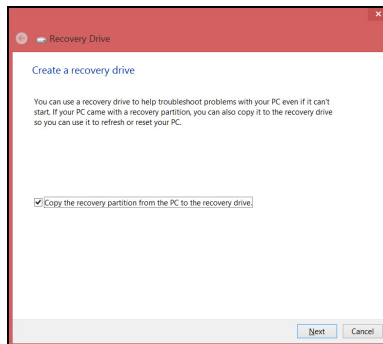 Recovery Drive
Create a recovery drive
You can use a recovery drive to help troubleshoot problems with your PC even if it can't
start. If your PC came with a recovery partition, you can also copy it to the recovery drive
so you can use it to refresh or reset your PC.
Copy the recovery partition from the PC to the recovery drive.
Next Cancel